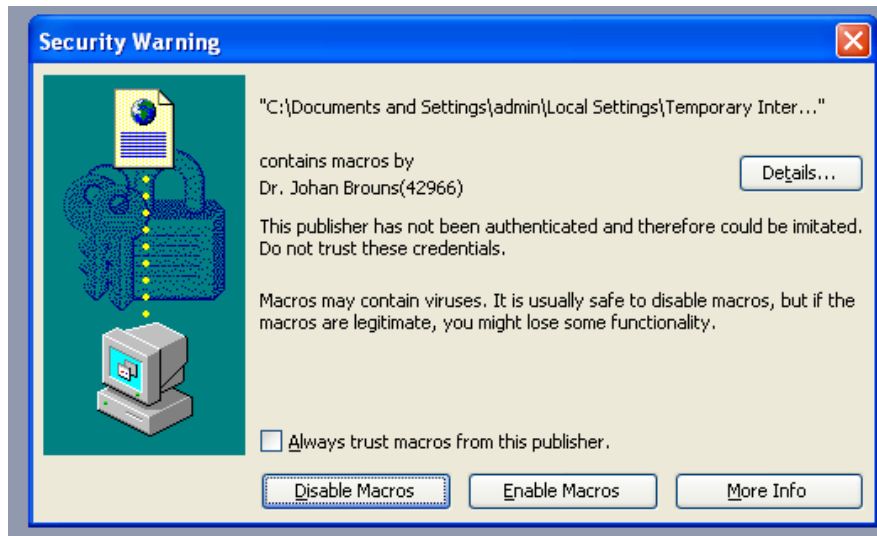 Security Warning
"C:\Documents and Settings\admin\Local Settings\Temporary Inter..."
contains macros by
Dr. Johan Brouns(42966)
Details...
This publisher has not been authenticated and therefore could be imitated.
Do not trust these credentials.
Macros may contain viruses. It is usually safe to disable macros, but if the
macros are legitimate, you might lose some functionality.
Always trust macros from this publisher.
Disable Macros
Enable Macros
More Info